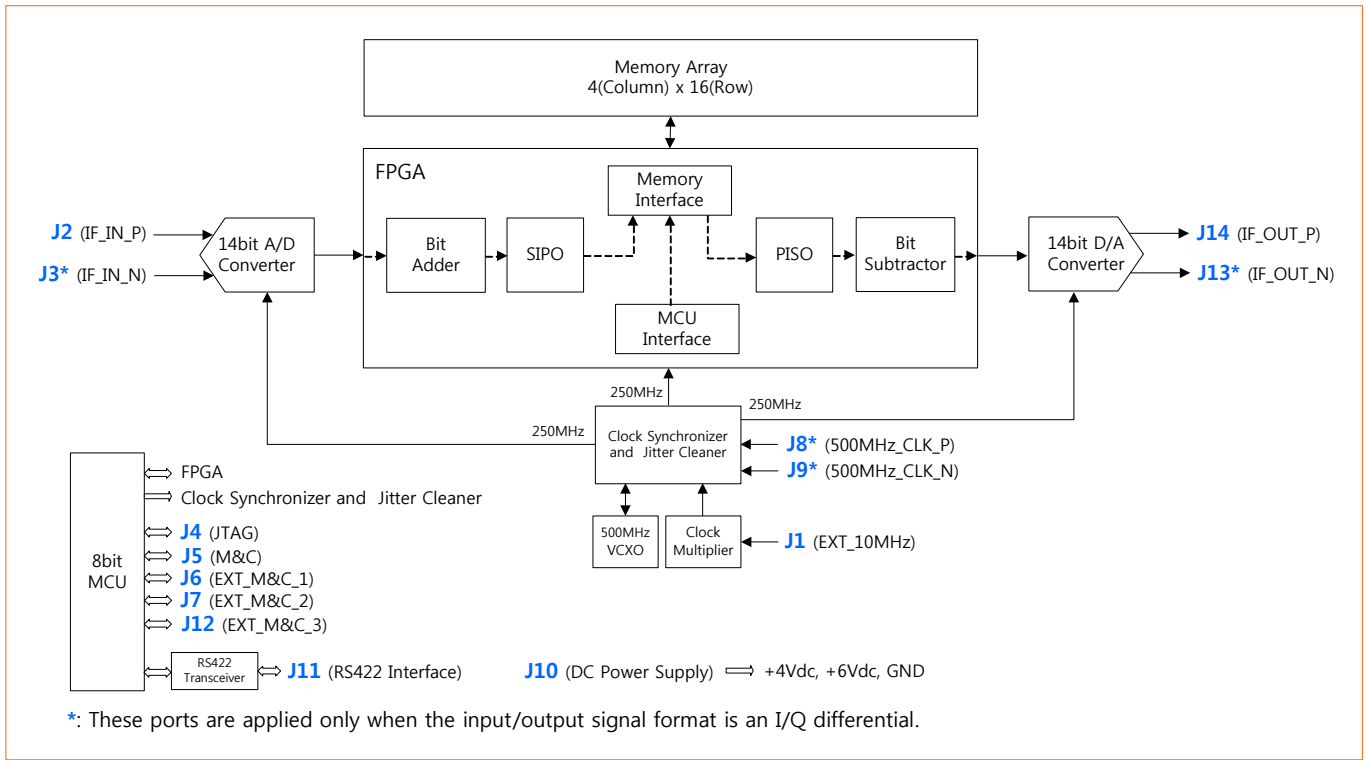 Memory Array
4(Column) x 16(Row)
FPGA
Memory
Interface
J2 (IF_IN_P)
J3* (IF_IN_N)
14bit A/D
Converter
Bit
Adder
SIPO
PISO
Bit
Subtractor
14bit D/A
Converter
J14 (IF_OUT_P)
J13* (IF_OUT_N)
MCU
Interface
250MHz
250MHz
250MHz
Clock Synchronizer
and Jitter Cleaner
J8* (500MHz_CLK_P)
J9* (500MHz_CLK_N)
500MHz
VCXO
Clock
Multiplier
J1 (EXT_10MHz)
8bit
MCU
FPGA
Clock Synchronizer and Jitter Cleaner
J4 (JTAG)
J5 (M&C)
J6 (EXT_M&C_1)
J7 (EXT_M&C_2)
J12 (EXT_M&C_3)
RS422
Transceiver
J11 (RS422 Interface)
J10 (DC Power Supply) +4Vdc, +6Vdc, GND
*: These ports are applied only when the input/output signal format is an I/Q differential.